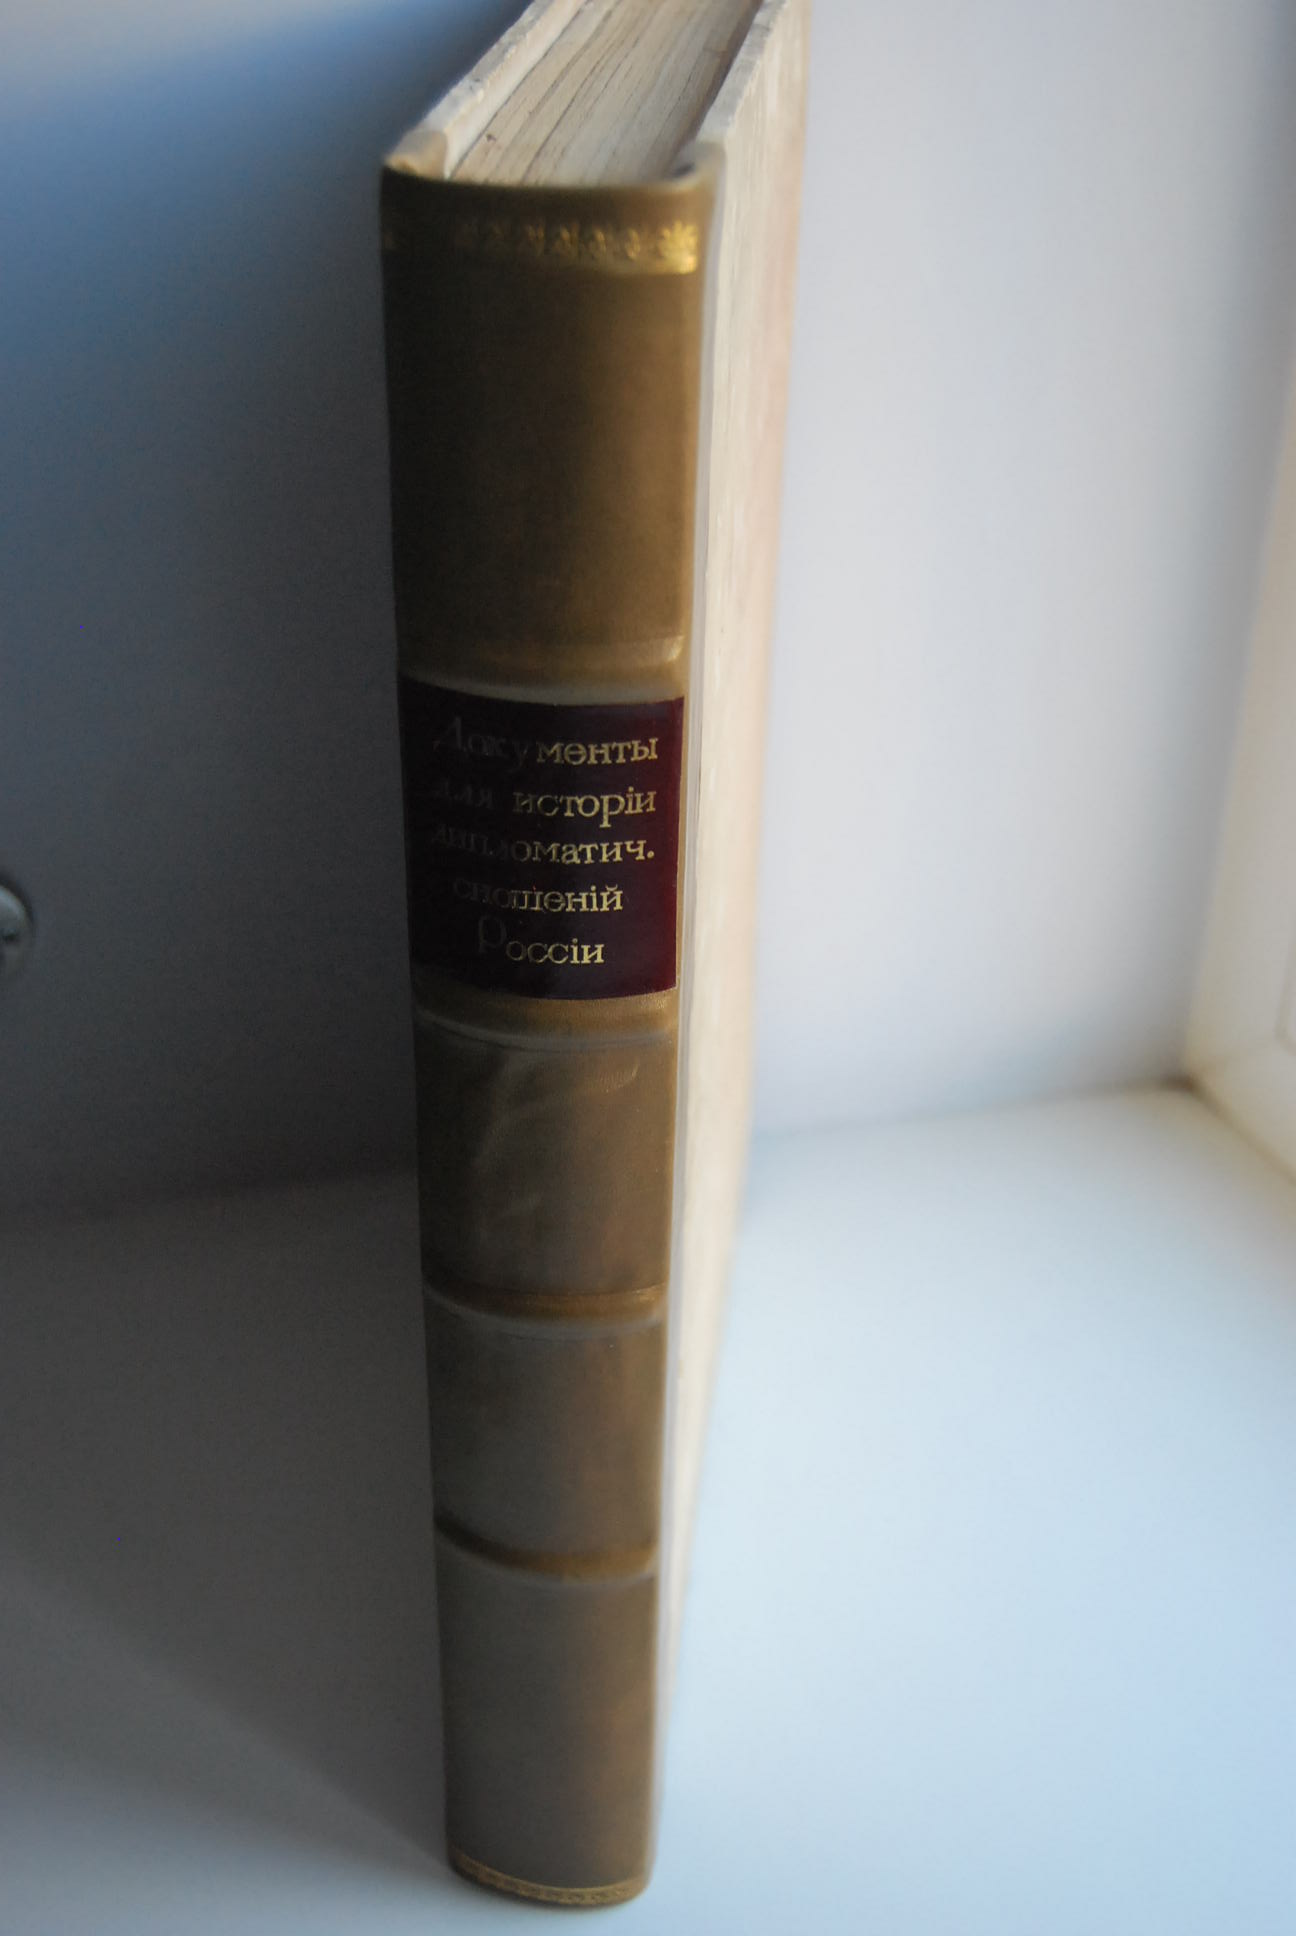 Документы
для исторіи
дипломатич.
сношеній
Россіи